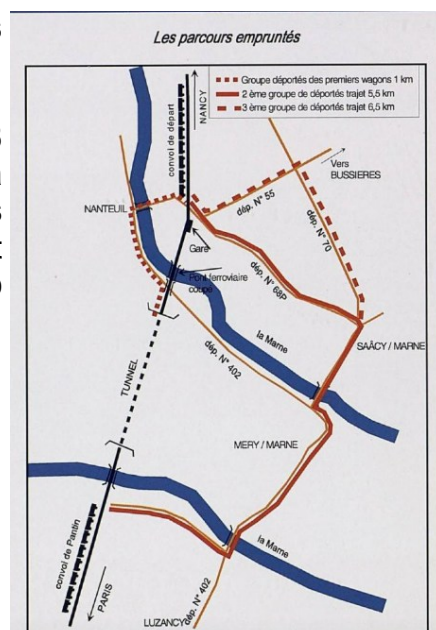 Les parcours empruntés
Groupe déportés des premiers wagons 1 km
2 ème groupe de déportés trajet 5,5 km
3 ème groupe de déportés trajet 6,5 km
NANCY
convoi de départ
Vers
BUSSIERES
NANTEUIL
dép. N° 55
dép. N° 70
Gare
Pont ferroviaire
coupé
dép. N° 68P
la Marne
SAÂCY / MARNE
dép. N° 402
TUNNEL
MERY / MARNE
convoi de Pantin
la Marne
PARIS
LUZANCY
dép. N° 402